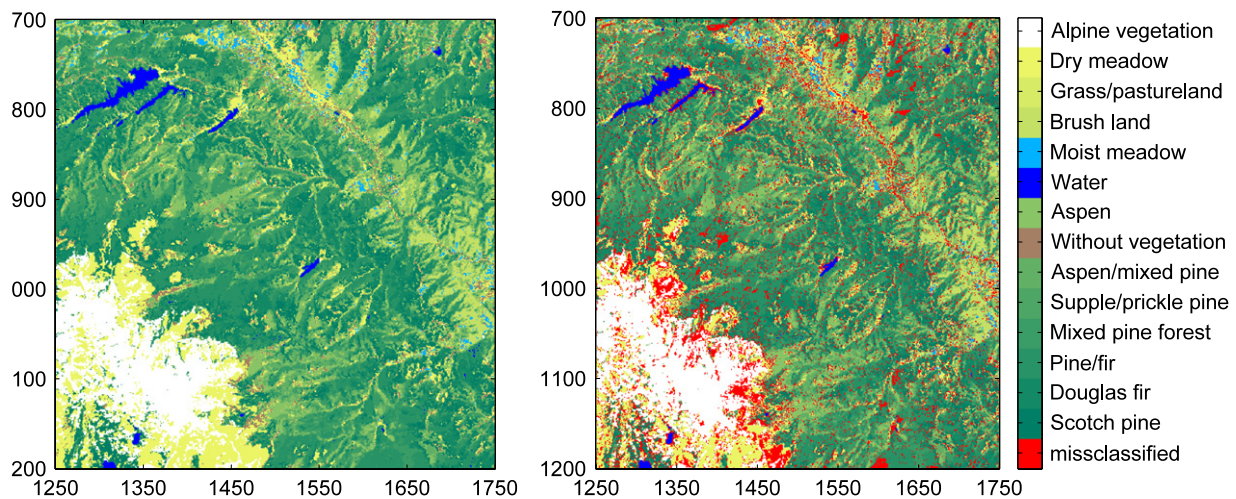 700
800
900
000
100
200
1250 1350 1450 1550 1650 1750
700
800
900
1000
1100
1200
1250 1350 1450 1550 1650 1750
Alpine vegetation
Dry meadow
Grass/pastureland
Brush land
Moist meadow
Water
Aspen
Without vegetation
Aspen/mixed pine
Supple/prickle pine
Mixed pine forest
Pine/fir
Douglas fir
Scotch pine
missclassified